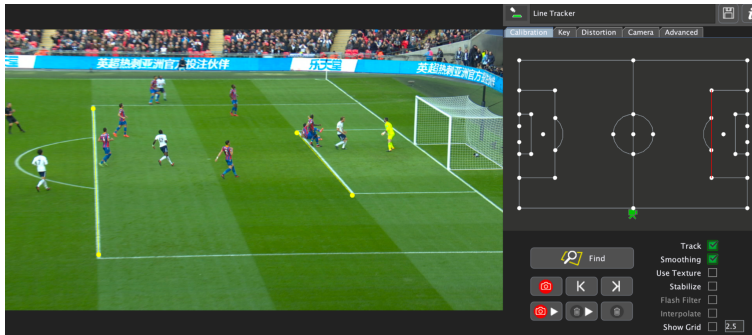 Line Tracker
Calibration
Key
Distortion
Camera
Advanced
英超热刺亚洲官方投注伙伴
乐天堂
英超热刺亚洲官方投注
Find
Track
Smoothing
Use Texture
Stabilize
Flash Filter
Interpolate
Show Grid
2.5